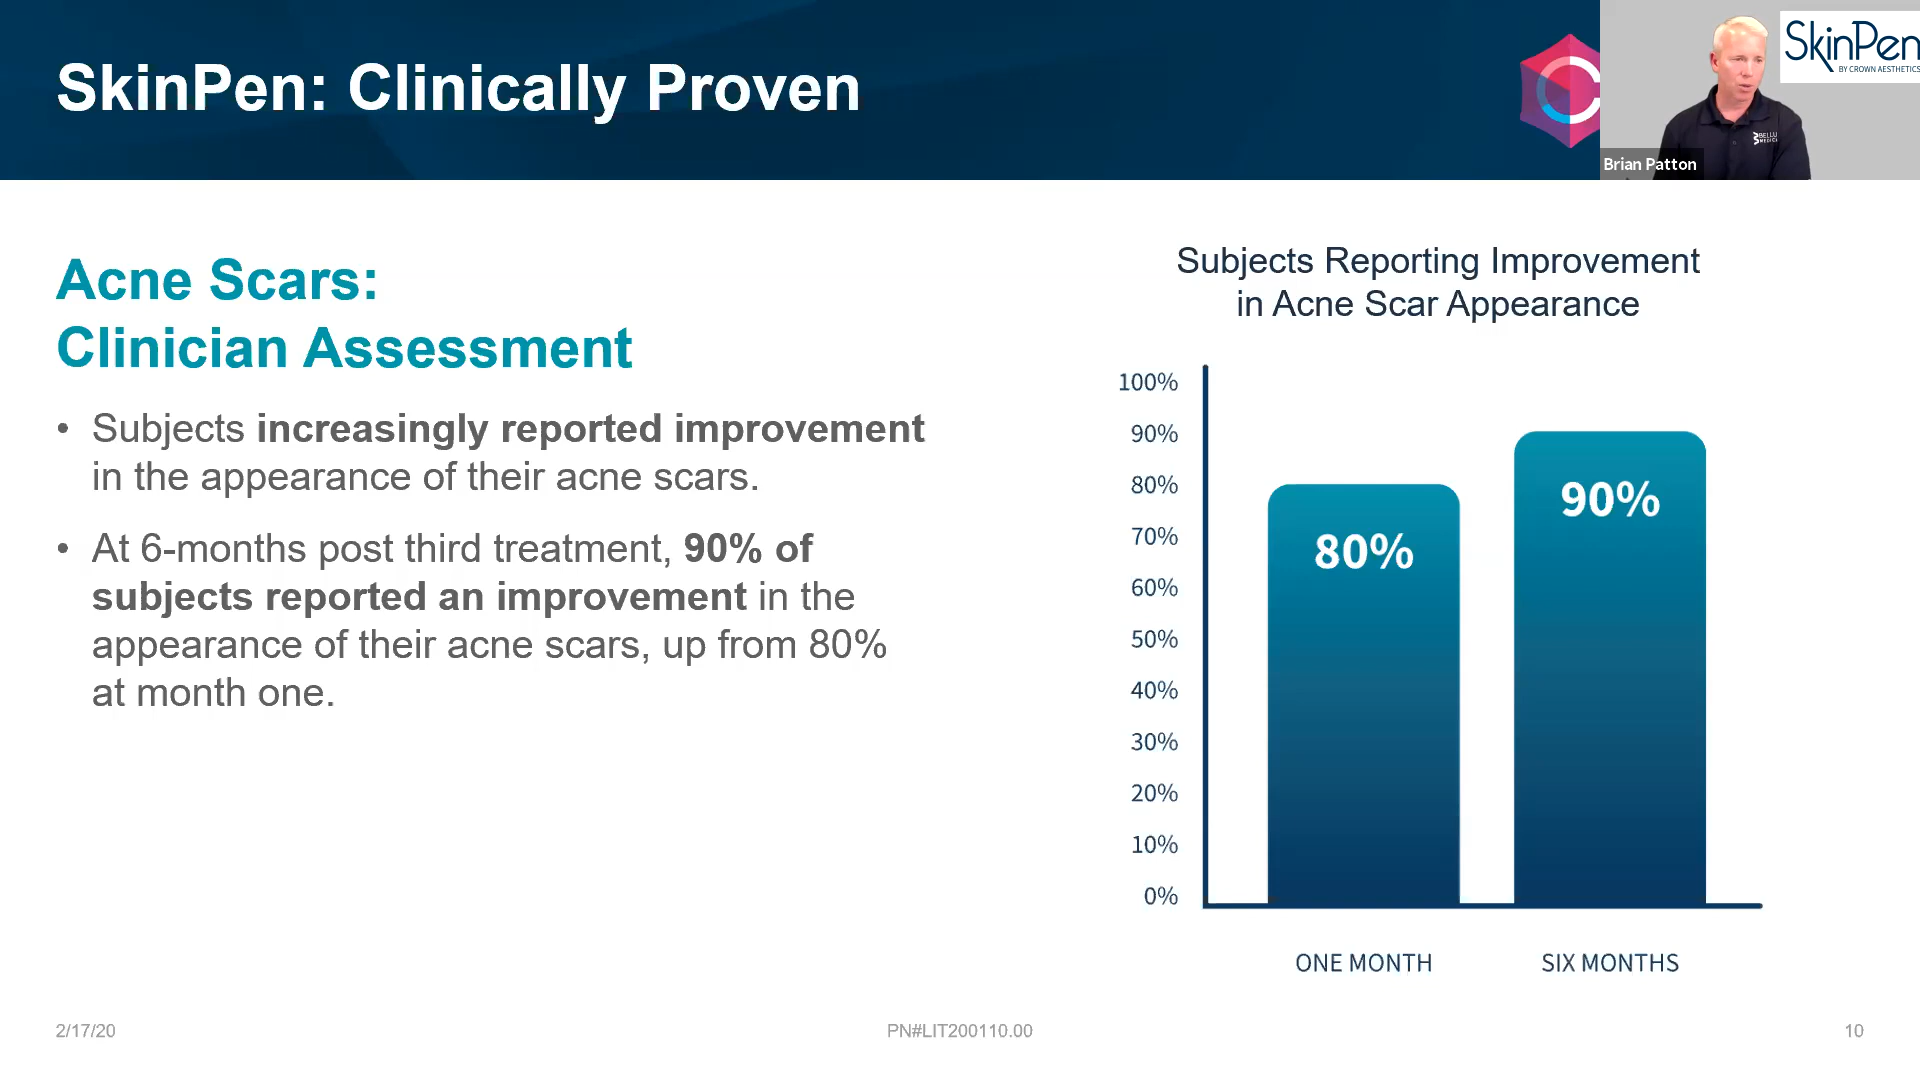 SkinPen: Clinically Proven
SkinPen
BY CROWN AESTHETICS
Brian Patton
Acne Scars:
Clinician Assessment
• Subjects increasingly reported improvement
in the appearance of their acne scars.
• At 6-months post third treatment, 90% of
subjects reported an improvement in the
appearance of their acne scars, up from 80%
at month one.
Subjects Reporting Improvement
in Acne Scar Appearance
100%
90%
80%
70%
60%
50%
40%
30%
20%
10%
0%
80%
90%
ONE MONTH
SIX MONTHS
2/17/20
PN#LIT200110.00
10